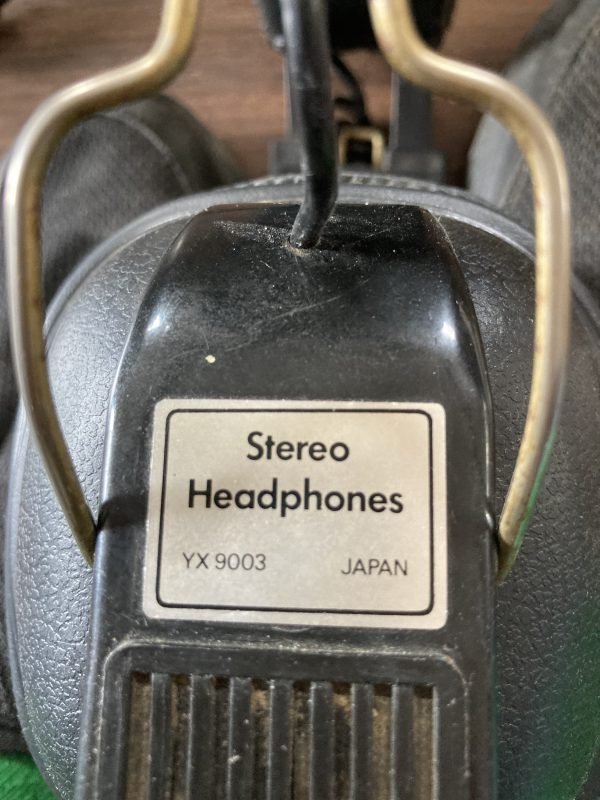 Stereo
Headphones
YX 9003 JAPAN